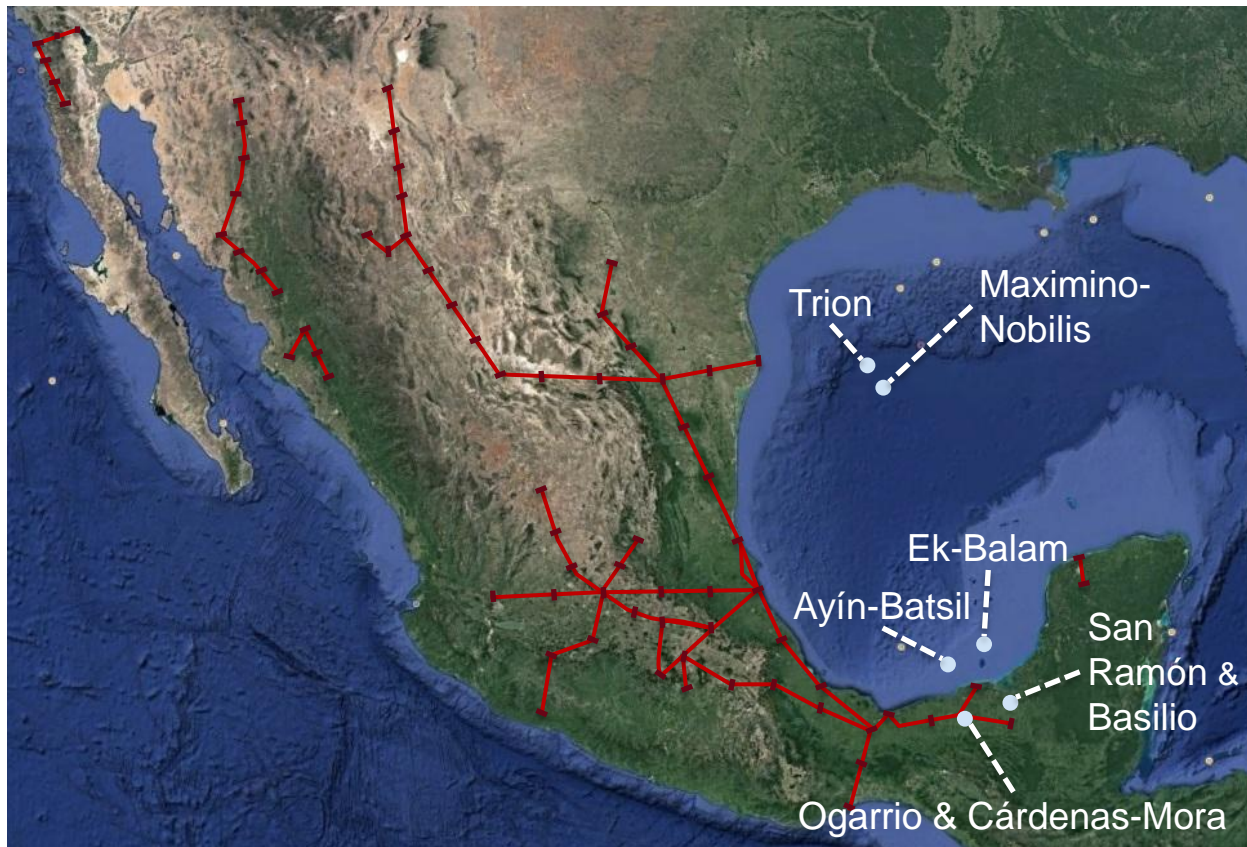 Trion
Maximino-
Nobilis
Ek-Balam
Ayín-Batsil
San
Ramón &
Basilio
Ogarrio & Cárdenas-Mora